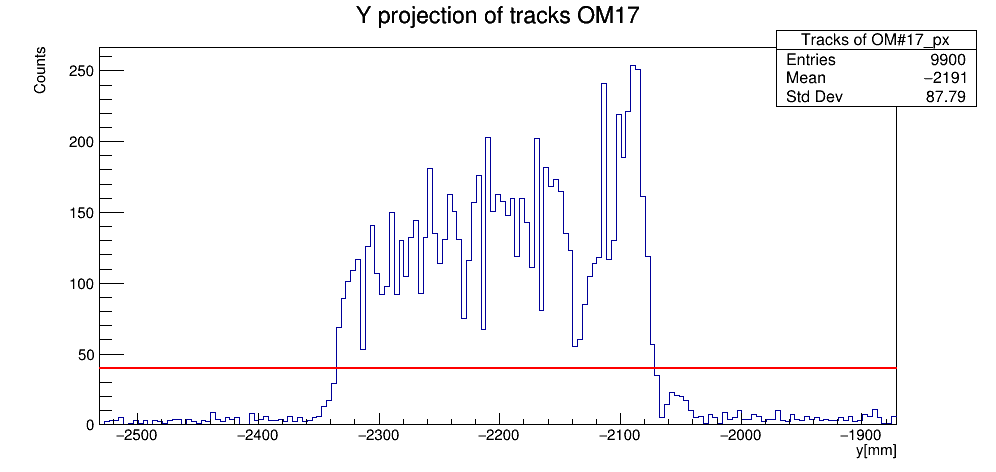 Y projection of tracks OM17
Tracks of OM#17_px
Entries 9900
Mean −2191
Std Dev 87.79
Counts
250
200
150
100
50
0
−2500 −2400 −2300 −2200 −2100 −2000 −1900
y[mm]